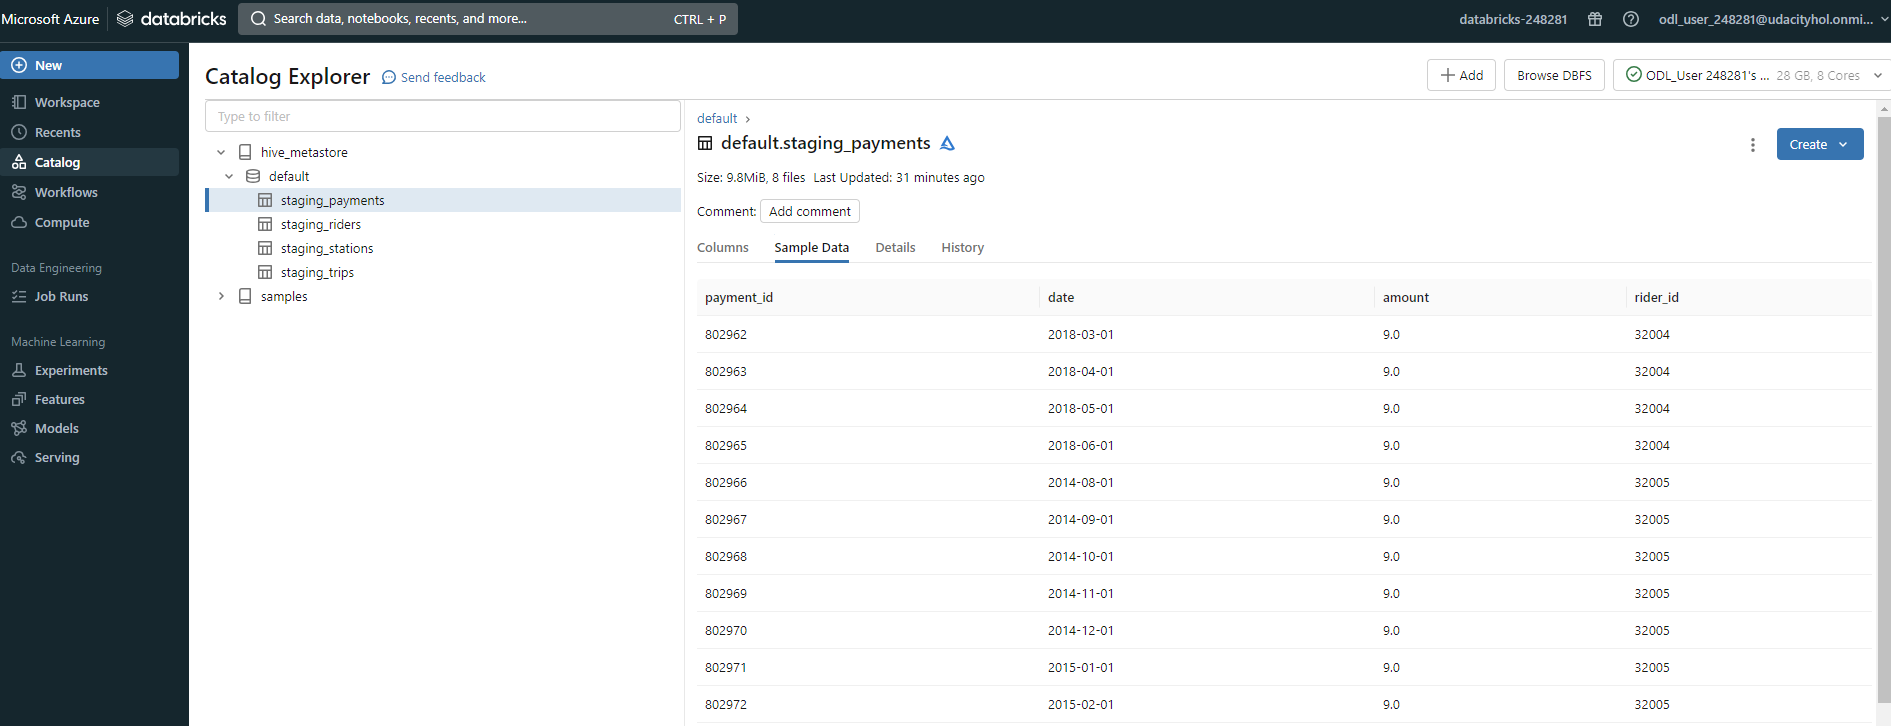 Microsoft Azure databricks Search data, notebooks, recents, and more... CTRL + P databricks-248281 odl_user_248281@udacityhol.onmi...
New
Workspace
Recents
Catalog
Workflows
Compute
Data Engineering
Job Runs
Machine Learning
Experiments
Features
Models
Serving
Catalog Explorer Send feedback
Add Browse DBFS ODL_User 248281's ... 28 GB, 8 Cores
Type to filter
hive_metastore
default
staging_payments
staging_riders
staging_stations
staging_trips
samples
default
default.staging_payments
Create
Size: 9.8MiB, 8 files Last Updated: 31 minutes ago
Comment: Add comment
Columns Sample Data Details History
payment_id date amount rider_id
802962 2018-03-01 9.0 32004
802963 2018-04-01 9.0 32004
802964 2018-05-01 9.0 32004
802965 2018-06-01 9.0 32004
802966 2014-08-01 9.0 32005
802967 2014-09-01 9.0 32005
802968 2014-10-01 9.0 32005
802969 2014-11-01 9.0 32005
802970 2014-12-01 9.0 32005
802971 2015-01-01 9.0 32005
802972 2015-02-01 9.0 32005